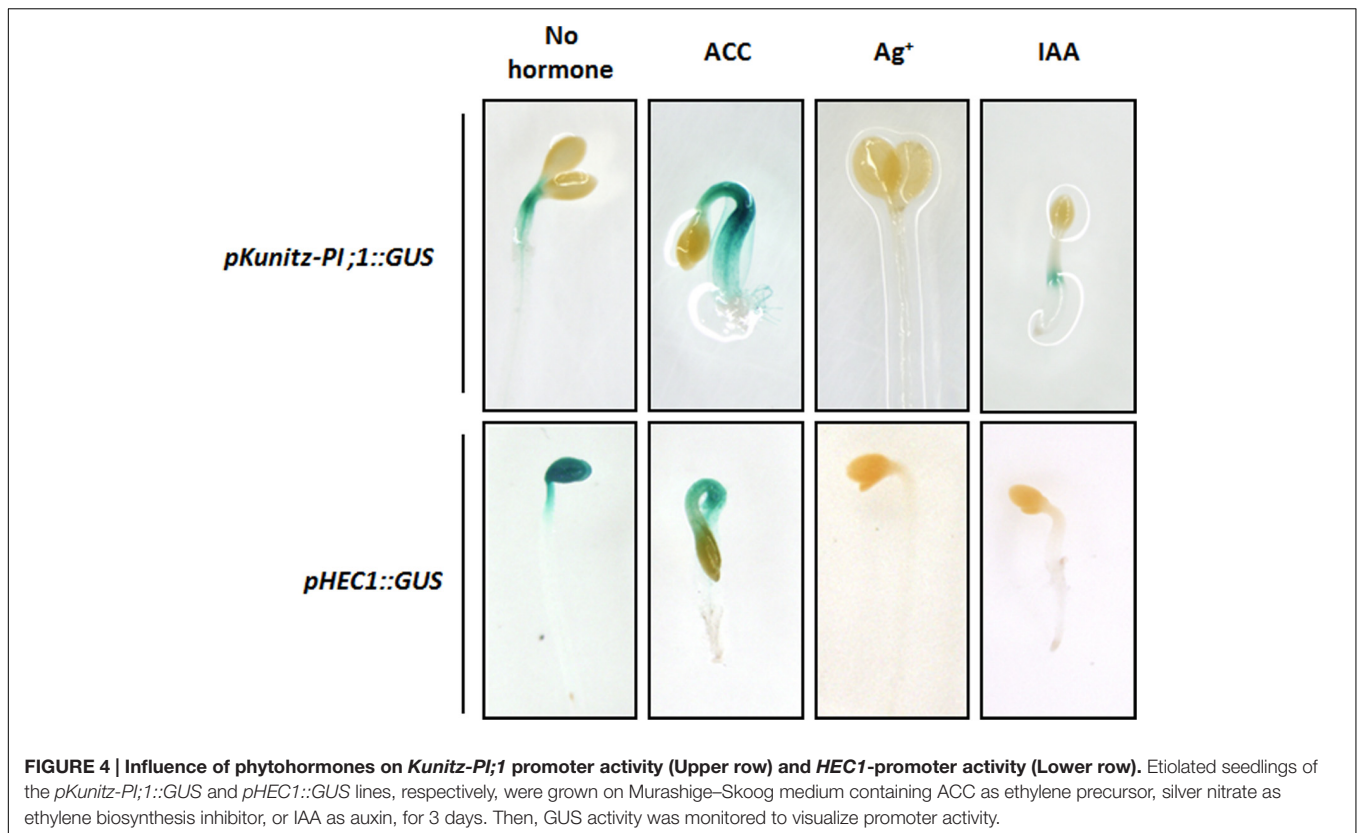 No
hormone
ACC
Ag+
IAA
pKunitz-PI;1::GUS
pHEC1::GUS
FIGURE 4 | Influence of phytohormones on Kunitz-PI;1 promoter activity (Upper row) and HEC1-promoter activity (Lower row). Etiolated seedlings of
the pKunitz-PI;1::GUS and pHEC1::GUS lines, respectively, were grown on Murashige–Skoog medium containing ACC as ethylene precursor, silver nitrate as
ethylene biosynthesis inhibitor, or IAA as auxin, for 3 days. Then, GUS activity was monitored to visualize promoter activity.